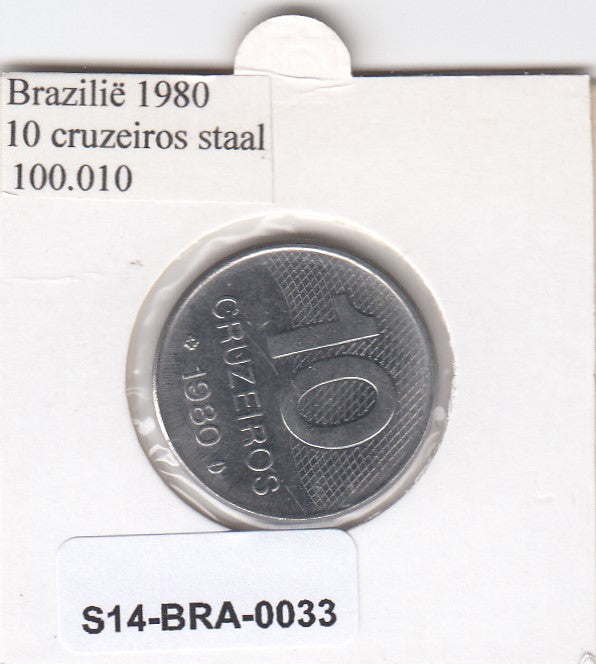 Brazilië 1980
10 cruzeiros staal
100.010
10
CRUZEIROS
* 1980
S14-BRA-0033